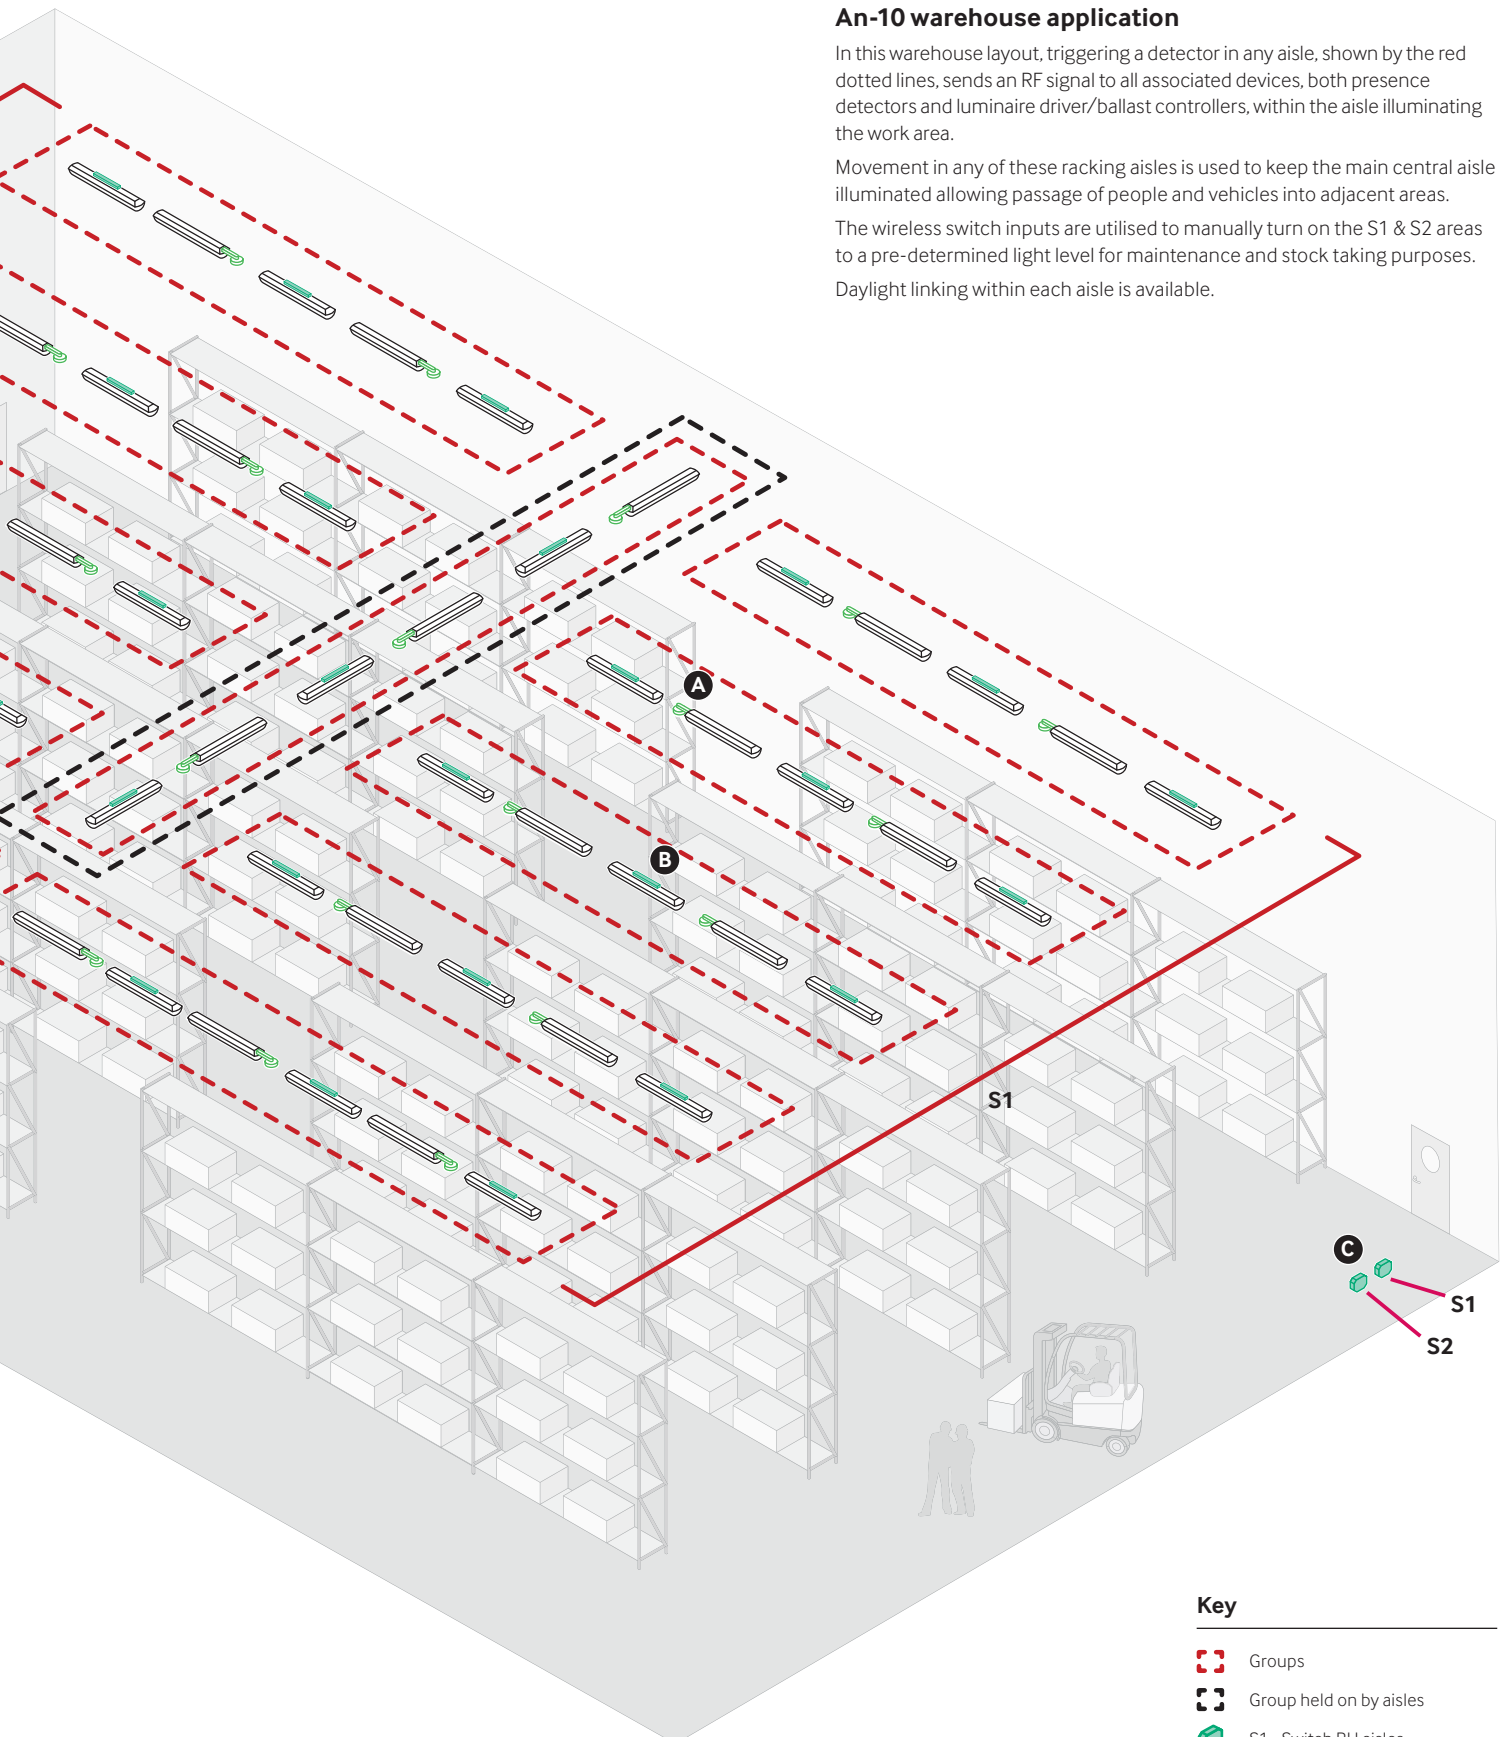 An-10 warehouse application
In this warehouse layout, triggering a detector in any aisle, shown by the red
dotted lines, sends an RF signal to all associated devices, both presence
detectors and luminaire driver/ballast controllers, within the aisle illuminating
the work area.
Movement in any of these racking aisles is used to keep the main central aisle
illuminated allowing passage of people and vehicles into adjacent areas.
The wireless switch inputs are utilised to manually turn on the S1 & S2 areas
to a pre-determined light level for maintenance and stock taking purposes.
Daylight linking within each aisle is available.
A
B
S1
C
S1
S2
Key
Groups
Group held on by aisles
S1 - Switch RH aisles